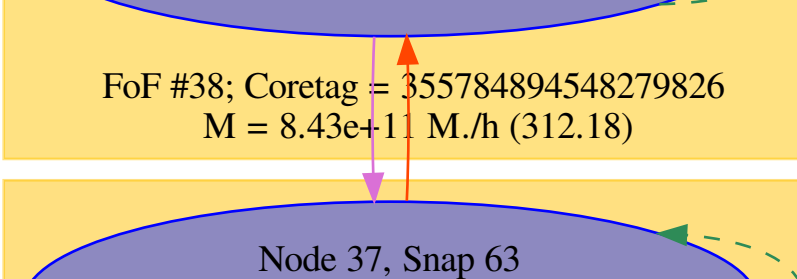 FoF #38; Coretag = 355784894548279826
M = 8.43e+11 M./h (312.18)
Node 37, Snap 63